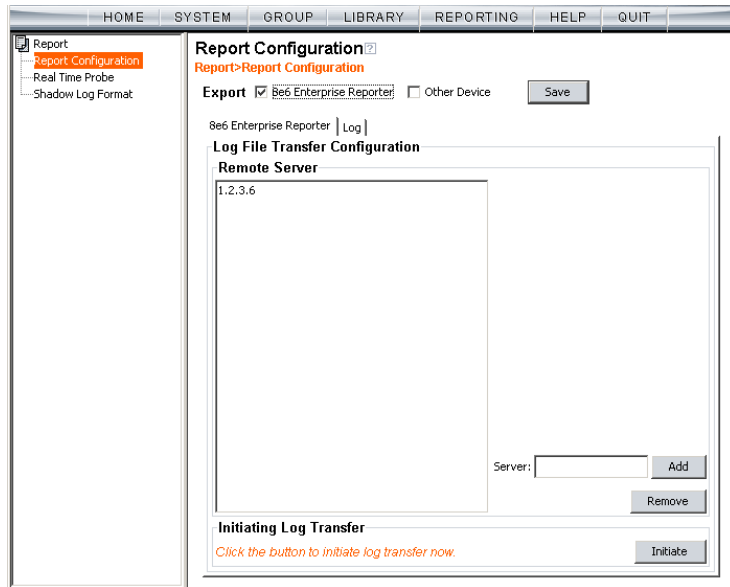 HOME SYSTEM GROUP LIBRARY REPORTING HELP QUIT
Report
Report Configuration
Real Time Probe
Shadow Log Format
Report Configuration?
Report>Report Configuration
Export 8e6 Enterprise Reporter Other Device Save
8e6 Enterprise Reporter Log
Log File Transfer Configuration
Remote Server
1.2.3.6
Server: Add
Remove
Initiating Log Transfer
Click the button to initiate log transfer now. Initiate